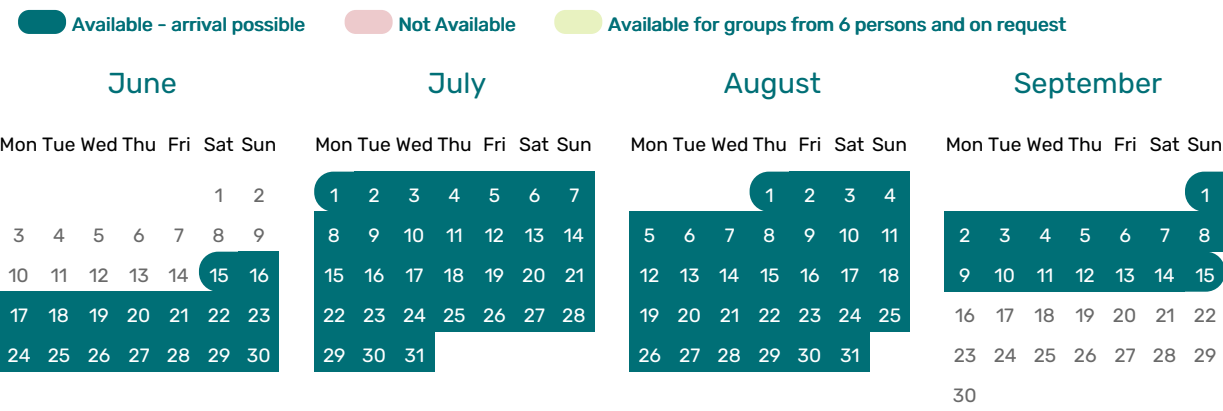 Available - arrival possible Not Available Available for groups from 6 persons and on request
June July August September
Mon Tue Wed Thu Fri Sat Sun Mon Tue Wed Thu Fri Sat Sun Mon Tue Wed Thu Fri Sat Sun Mon Tue Wed Thu Fri Sat Sun
1 2 1 2 3 4 5 6 7 1 2 3 4 1
3 4 5 6 7 8 9 8 9 10 11 12 13 14 5 6 7 8 9 10 11 2 3 4 5 6 7 8
10 11 12 13 14 15 16 15 16 17 18 19 20 21 12 13 14 15 16 17 18 9 10 11 12 13 14 15
17 18 19 20 21 22 23 22 23 24 25 26 27 28 19 20 21 22 23 24 25 16 17 18 19 20 21 22
24 25 26 27 28 29 30 29 30 31 26 27 28 29 30 31 23 24 25 26 27 28 29
30